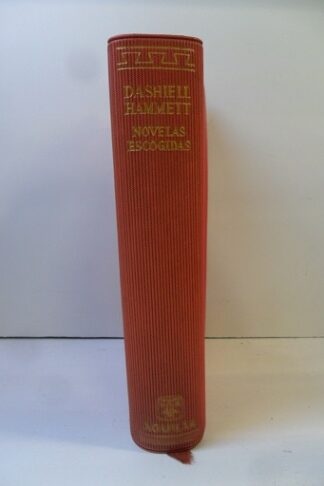 DASHIELL
HAMMETT
NOVELAS
ESCOGIDAS
AGUILAR